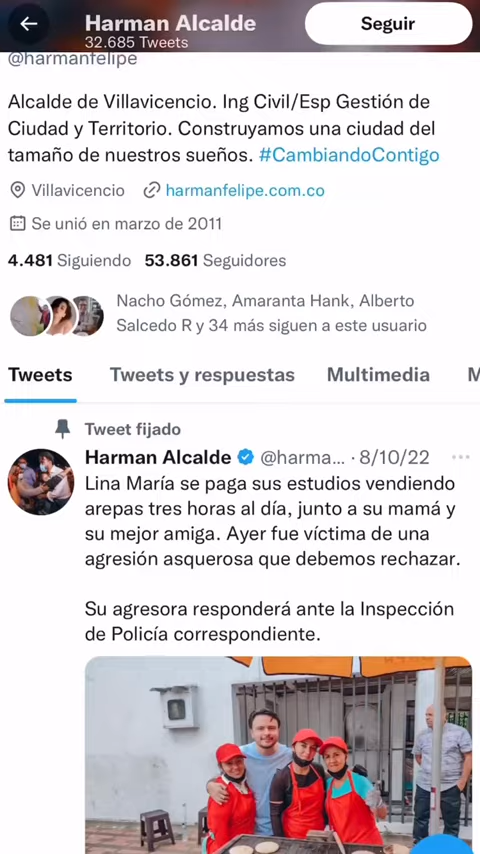 Harman Alcalde
32.685 Tweets
Seguir
@harmanfelipe
Alcalde de Villavicencio. Ing Civil/Esp Gestión de
Ciudad y Territorio. Construyamos una ciudad del
tamaño de nuestros sueños. #CambiandoContigo
Villavicencio harmanfelipe.com.co
Se unió en marzo de 2011
4.481 Siguiendo 53.861 Seguidores
Nacho Gómez, Amaranta Hank, Alberto
Salcedo R y 34 más siguen a este usuario
Tweets Tweets y respuestas Multimedia M
Tweet fijado
Harman Alcalde @harma... · 8/10/22
Lina María se paga sus estudios vendiendo
arepas tres horas al día, junto a su mamá y
su mejor amiga. Ayer fue víctima de una
agresión asquerosa que debemos rechazar.
Su agresora responderá ante la Inspección
de Policía correspondiente.